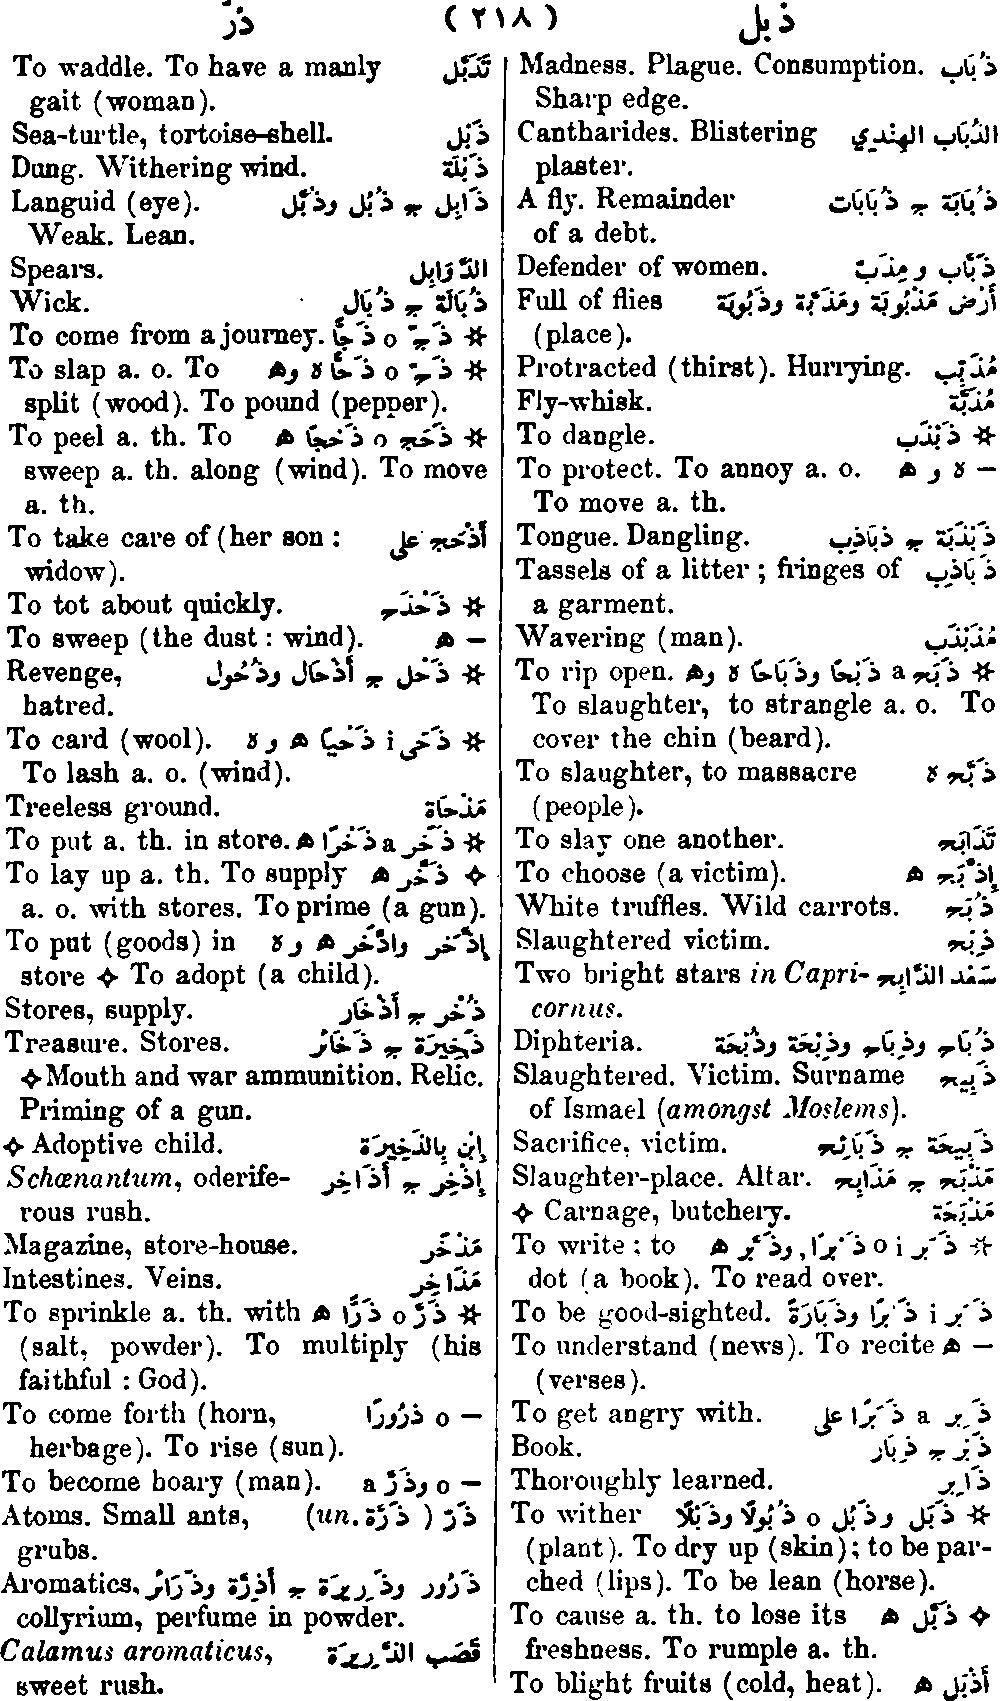 ذبل ( ٢١٨ ) ذرّ
Madness. Plague. Consumption. ذُبَاب
Sharp edge.
Cantharides. Blistering الذُّبَاب الهِنْدِي
plaster.
A fly. Remainder ذُبَابَة ج ذُبَابَات
of a debt.
Defender of women. ذَبَّاب ومِذَبّ
Full of flies أَرْض مَذْبُوبَة ومَذَبَّة وذَبُوبَة
(place).
Protracted (thirst). Hurrying. مُذَبِّب
Fly-whisk. مِذَبَّة
To dangle. ✲ ذَبْذَب
To protect. To annoy a. o. — ه و ه
To move a. th.
Tongue. Dangling. ذَبْذَبَة ج ذَبَاذِب
Tassels of a litter ; fringes of ذَبَاذِب
a garment.
Wavering (man). مُذَبْذَب
To rip open. ✲ ذَبَح a ذَبْحًا وذَبَاحًا ه وه
To slaughter, to strangle a. o. To
cover the chin (beard).
To slaughter, to massacre ذَبَّح ه
(people).
To slay one another. تَذَابَح
To choose (a victim). إِذَّبَح ه
White truffles. Wild carrots. ذُبَح
Slaughtered victim. ذِبْح
Two bright stars in Capri- سَعْد الذَّابِح
cornus.
Diphteria. ذُبَاح وذِبَاح وذِبْحَة وذُبْحَة
Slaughtered. Victim. Surname ذَبِيح
of Ismael (amongst Moslems).
Sacrifice, victim. ذَبِيحَة ج ذَبَائِح
Slaughter-place. Altar. مَذْبَح ج مَذَابِح
✧ Carnage, butchery. مَذْبَحَة
To write ; to ✲ ذَبَر o i ذَبْرًا, وذَبَّر ه
dot (a book). To read over.
To be good-sighted. ذَبَر i ذَبْرًا وذَبَارَةً
To understand (news). To recite — ه
(verses).
To get angry with. ذَبِر a ذَبَرًا على
Book. ذَبْر ج ذِبَار
Thoroughly learned. ذَابِر
To wither ✲ ذَبَل وذَبُل o ذُبُولًا وذَبْلًا
(plant). To dry up (skin); to be par-
ched (lips). To be lean (horse).
To cause a. th. to lose its ✧ ذَبَّل ه
freshness. To rumple a. th.
To blight fruits (cold, heat). أَذْبَل ه
To waddle. To have a manly تَذَبَّل
gait (woman).
Sea-turtle, tortoise-shell. ذَبْل
Dung. Withering wind. ذَبْلَة
Languid (eye). ذَابِل ج ذُبُل وذُبَّل
Weak. Lean.
Spears. الذَّوَابِل
Wick. ذُبَالَة ج ذُبَال
To come from a journey. ✲ ذَجَّ o ذَجًّا
To slap a. o. To ✲ ذَحَّ o ذَحًّا ه وه
split (wood). To pound (pepper).
To peel a. th. To ✲ ذَحَج o ذَحْجًا ه
sweep a. th. along (wind). To move
a. th.
To take care of (her son : أَذْحَج على
widow).
To tot about quickly. ✲ ذَحْذَح
To sweep (the dust : wind). — ه
Revenge, ✲ ذَحْل ج أَذْحَال وذُحُول
hatred.
To card (wool). ✲ ذَحَى i ذَحْيًا ه و ه
To lash a. o. (wind).
Treeless ground. مَذْحَاة
To put a. th. in store. ✲ ذَخَر a ذَخْرًا ه
To lay up a. th. To supply ✧ ذَخَّر ه
a. o. with stores. To prime (a gun).
To put (goods) in إِذَّخَر وادَّخَر ه و ه
store ✧ To adopt (a child).
Stores, supply. ذُخْر ج أَذْخَار
Treasure. Stores. ذَخِيرَة ج ذَخَائِر
✧ Mouth and war ammunition. Relic.
Priming of a gun.
✧ Adoptive child. إِبْن بِالذَّخِيرَة
Schœnantum, oderife- إِذْخِر ج أَذَاخِر
rous rush.
Magazine, store-house. مَذْخَر
Intestines. Veins. مَذَاخِر
To sprinkle a. th. with ✲ ذَرَّ o ذَرًّا ه
(salt, powder). To multiply (his
faithful : God).
To come forth (horn, — o ذُرُورًا
herbage). To rise (sun).
To become hoary (man). — o وذَرَّ a
Atoms. Small ants, ذَرّ ( un. ذَرَّة)
grubs.
Aromatics, ذَرُور وذَرِيرَة ج أَذِرَّة وذَرَائِر
collyrium, perfume in powder.
Calamus aromaticus, قَصَب الذَّرِيرَة
sweet rush.